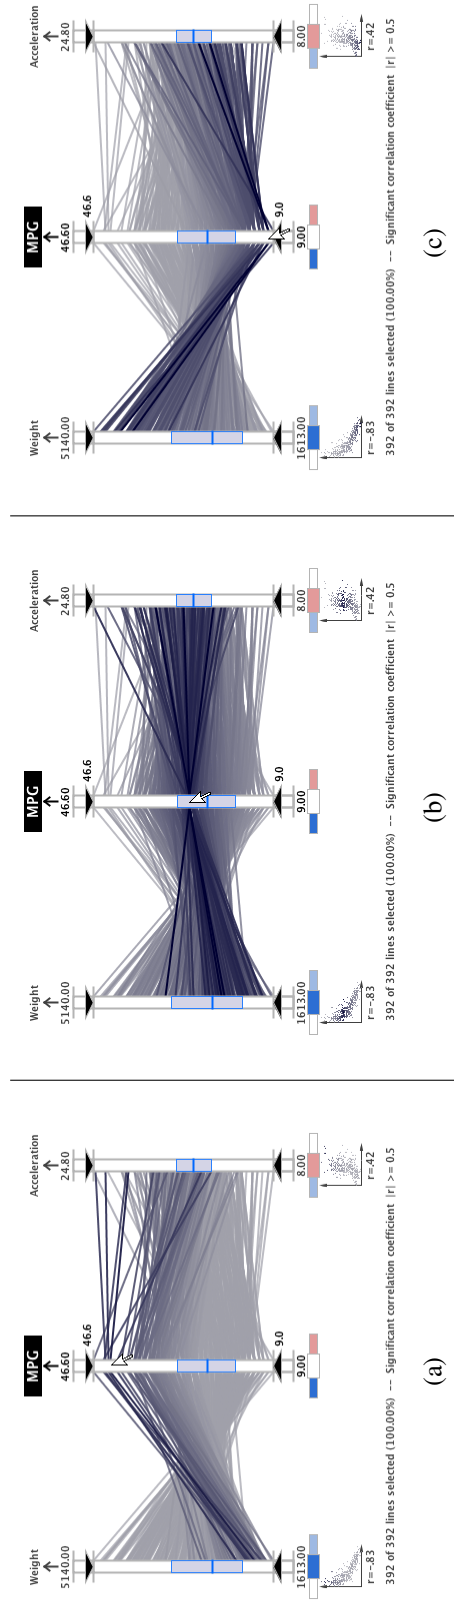 Weight MPG Acceleration
5140.00 46.60 46.6 24.80
1613.00 9.00 9.0 8.00
r=-.83 r=.42
392 of 392 lines selected (100.00%) -- Significant correlation coefficient |r| >= 0.5
(a)
Weight MPG Acceleration
5140.00 46.60 46.6 24.80
1613.00 9.00 9.0 8.00
r=-.83 r=.42
392 of 392 lines selected (100.00%) -- Significant correlation coefficient |r| >= 0.5
(b)
Weight MPG Acceleration
5140.00 46.60 46.6 24.80
1613.00 9.00 9.0 8.00
r=-.83 r=.42
392 of 392 lines selected (100.00%) -- Significant correlation coefficient |r| >= 0.5
(c)